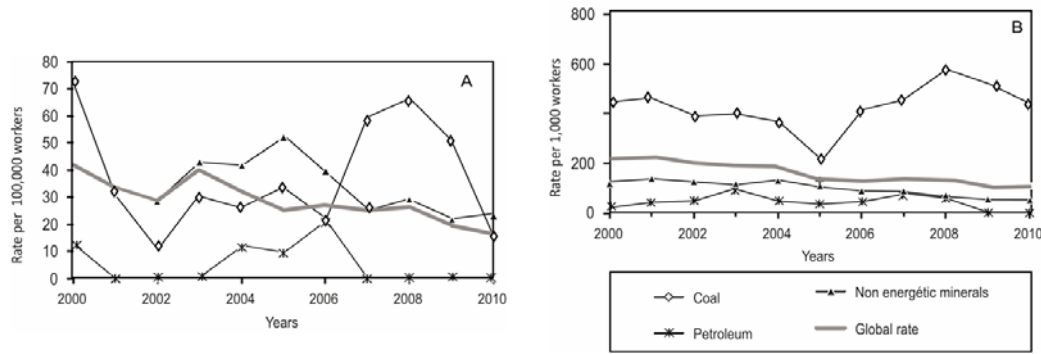 A
Rate per 100,000 workers
80
70
60
50
40
30
20
10
0
2000 2002 2004 2006 2008 2010
Years
B
Rate per 1,000 workers
800
600
400
200
0
2000 2002 2004 2006 2008 2010
Years
Coal
Non energétic minerals
Petroleum
Global rate